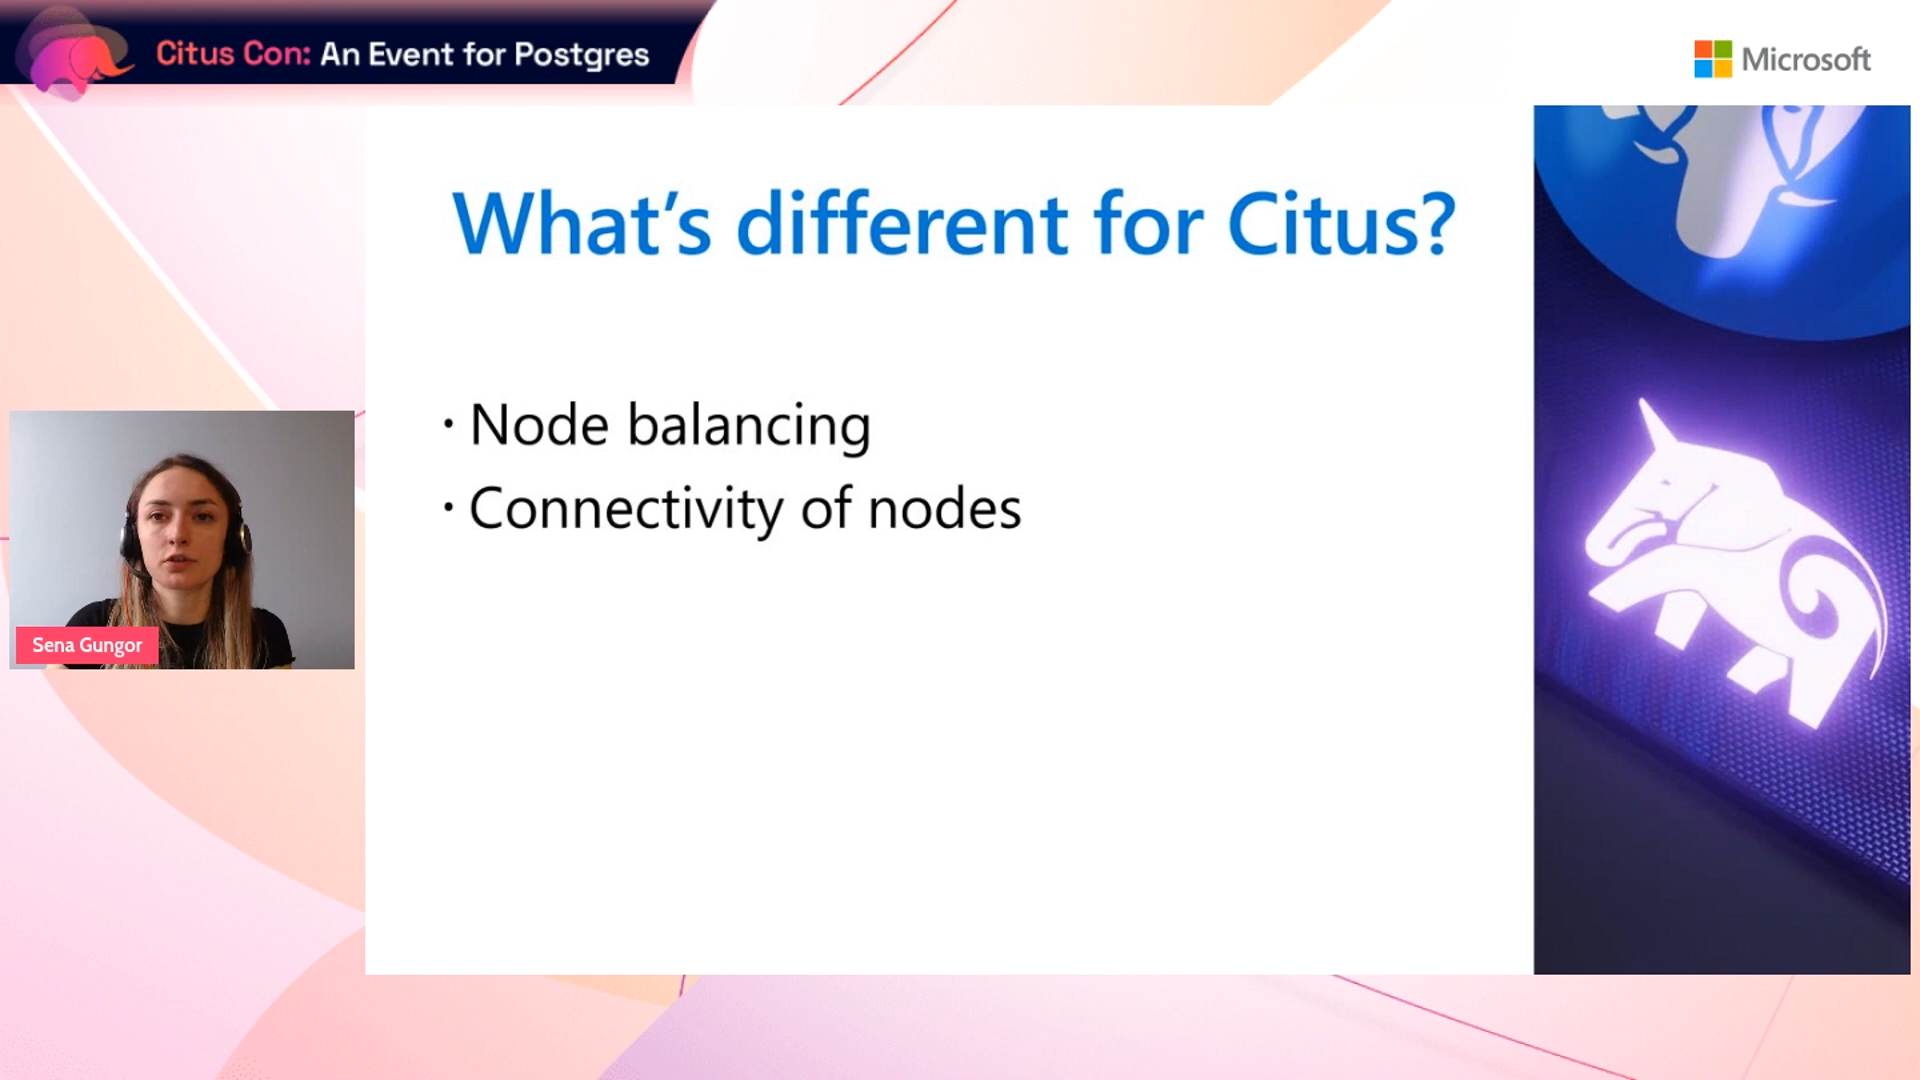 Citus Con: An Event for Postgres
Microsoft
What's different for Citus?
· Node balancing
· Connectivity of nodes
Sena Gungor